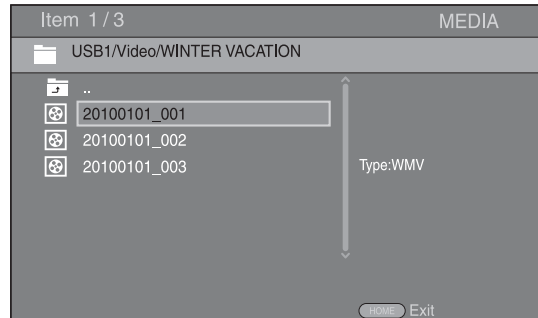 Item 1/3 MEDIA
USB1/Video/WINTER VACATION
..
20100101_001
20100101_002
20100101_003
Type:WMV
HOME Exit